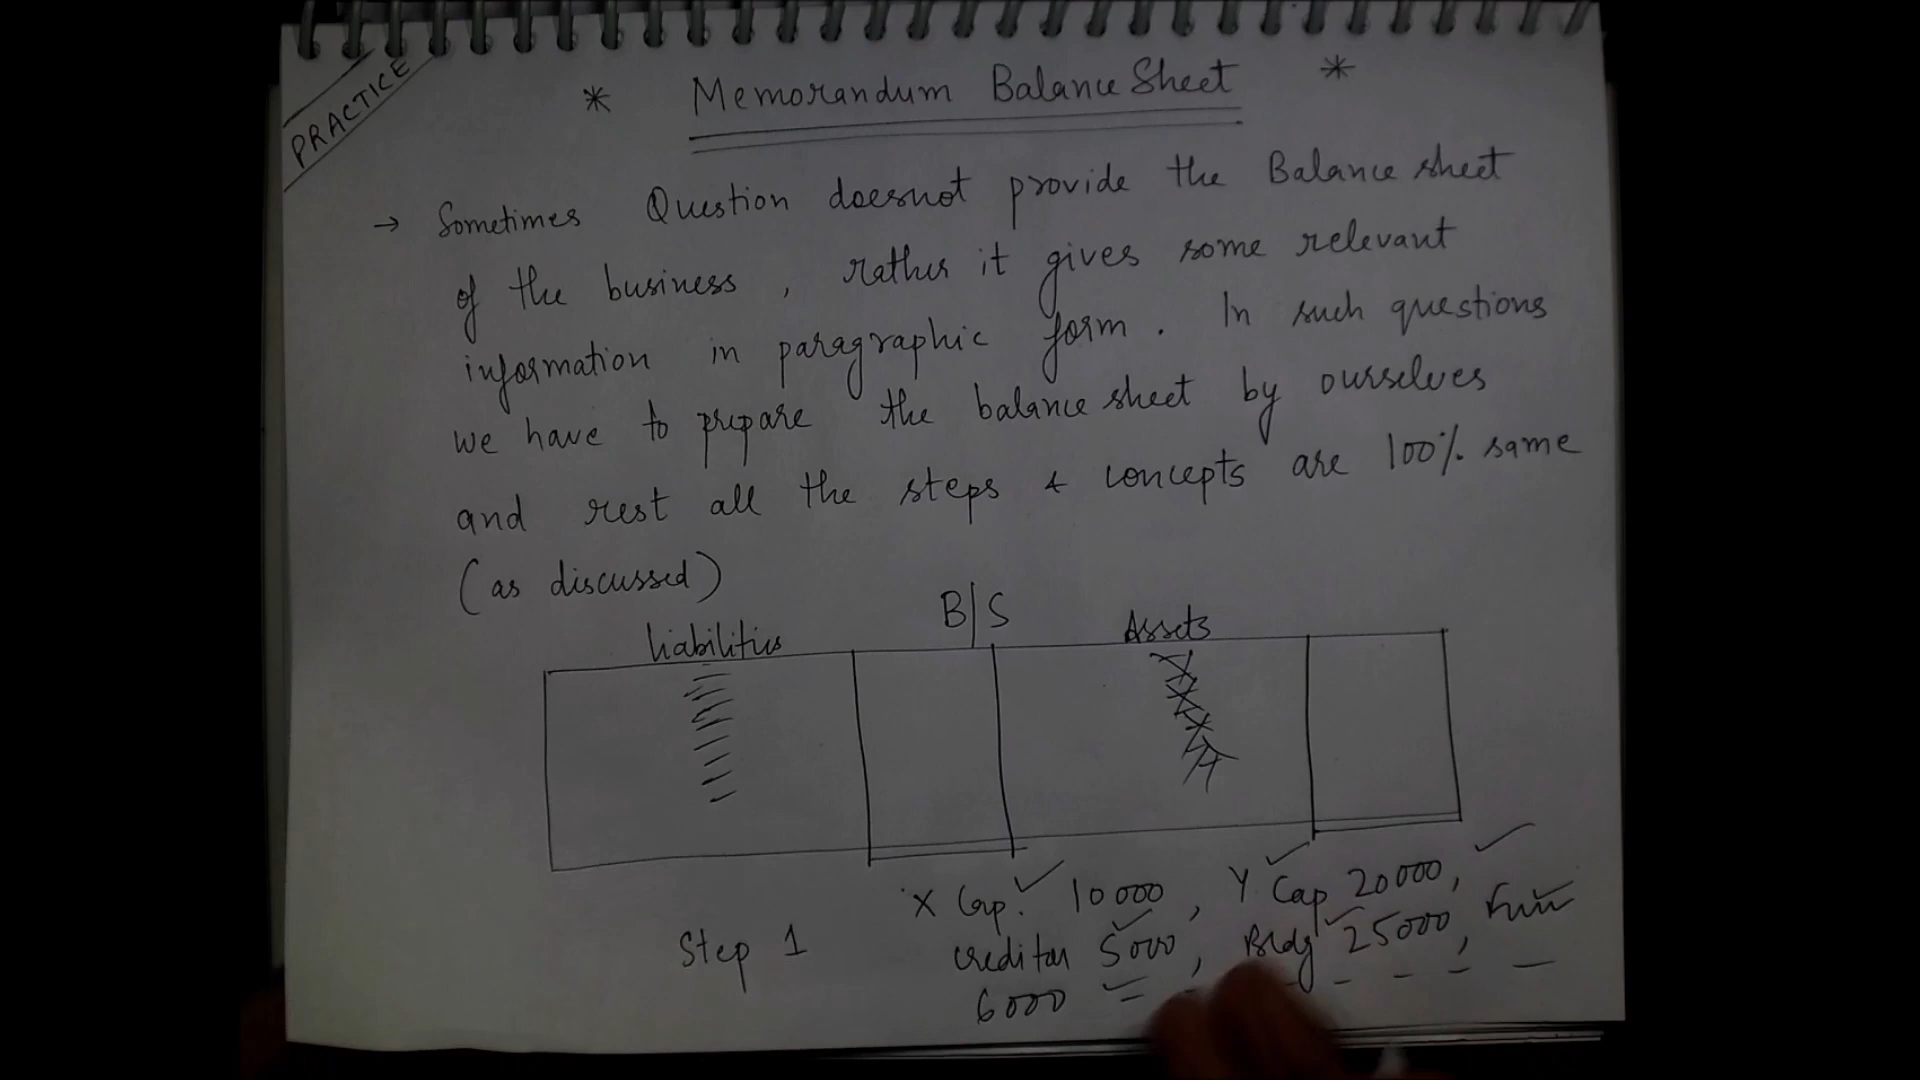 PRACTICE
* Memorandum Balance Sheet *
→ Sometimes Question doesnot provide the Balance sheet
of the business , rather it gives some relevant
information in paragraphic form . In such questions
we have to prepare the balance sheet by ourselves
and rest all the steps & concepts are 100% same
(as discussed)
B/S
Liabilities Assets
X Cap. 10000 , Y Cap 20000 ,
Step 1 creditor 5000 , Bldg 25000 ,
6000